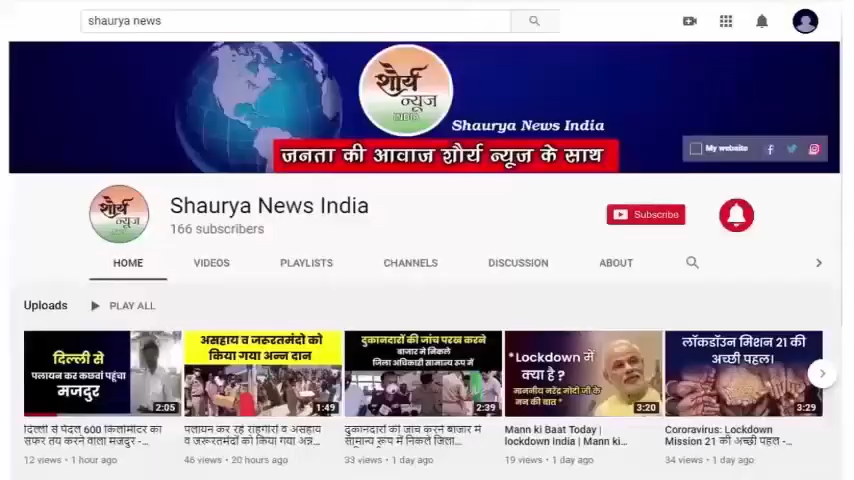 shaurya news
शौर्य
न्यूज
INDIA
Shaurya News India
जनता की आवाज शौर्य न्यूज के साथ
My website
शौर्य
न्यूज
Shaurya News India
166 subscribers
Subscribe
HOME VIDEOS PLAYLISTS CHANNELS DISCUSSION ABOUT
Uploads PLAY ALL
दिल्ली से
पलायन कर कछवां पहुंचा
मजदुर
2:05
दिल्ली से पैदल 600 किलोमीटर का
सफर तय करने वाला मजदुर -...
12 views • 1 hour ago
असहाय व जरूरतमंदो को
किया गया अन्न दान
1:49
पलायन कर रहे राहगीरों व असहाय
व जरूरतमंदों को किया गया अन्न...
46 views • 20 hours ago
दुकानदारों की जांच परख करने
बाजार में निकले
जिला अधिकारी सामान्य रूप में
2:39
दुकानदारों की जांच करने बाजार में
सामान्य रूप में निकले जिला...
33 views • 1 day ago
"Lockdown में
क्या है ?
माननीय नरेंद्र मोदी जी के
मन की बात"
3:20
Mann ki Baat Today |
lockdown India | Mann ki...
19 views • 1 day ago
लॉकडॉउन मिशन 21 की
अच्छी पहल।
3:29
Cororavirus: Lockdown
Mission 21 की अच्छी पहल -...
34 views • 1 day ago